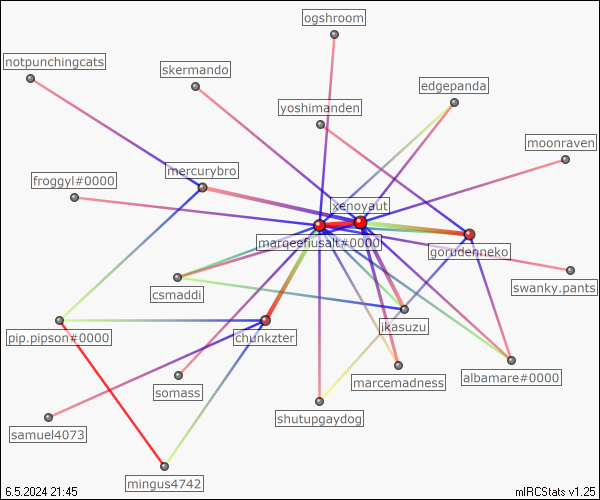 ogshroom
notpunchingcats
skermando
edgepanda
yoshimanden
moonraven
mercurybro
froggyl#0000
xenoyaut
marqeefiusalt#0000
gorudenneko
csmaddi
swanky.pants
jkasuzu
pip.pipson#0000
chunkzter
marcemadness
albamare#0000
somass
shutupgaydog
samuel4073
mingus4742
6.5.2024 21:45
mIRCStats v1.25